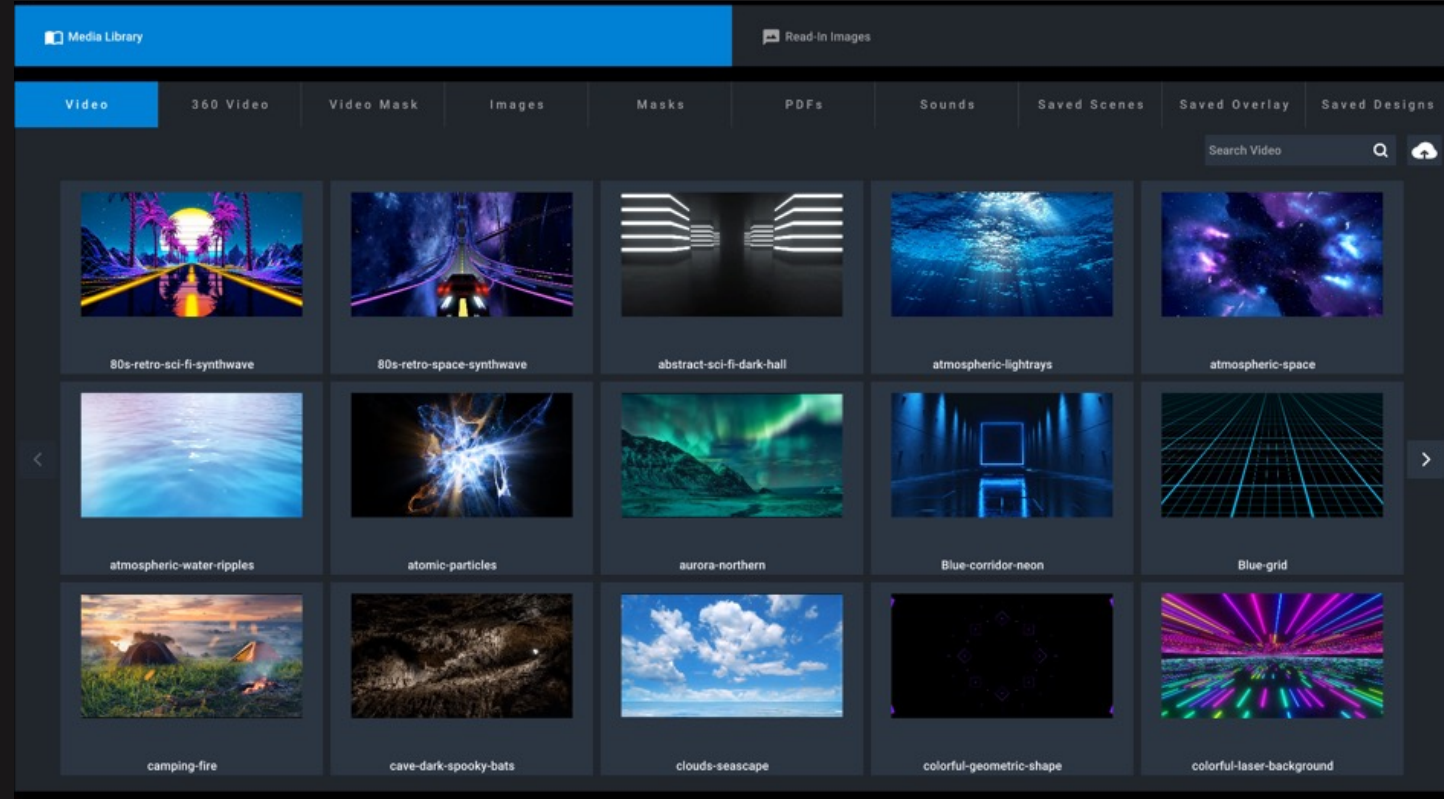 Media Library
Read-In Images
Video
360 Video
Video Mask
Images
Masks
PDFs
Sounds
Saved Scenes
Saved Overlay
Saved Designs
Search Video
80s-retro-sci-fi-synthwave
80s-retro-space-synthwave
abstract-sci-fi-dark-hall
atmospheric-lightrays
atmospheric-space
atmospheric-water-ripples
atomic-particles
aurora-northern
Blue-corridor-neon
Blue-grid
camping-fire
cave-dark-spooky-bats
clouds-seascape
colorful-geometric-shape
colorful-laser-background